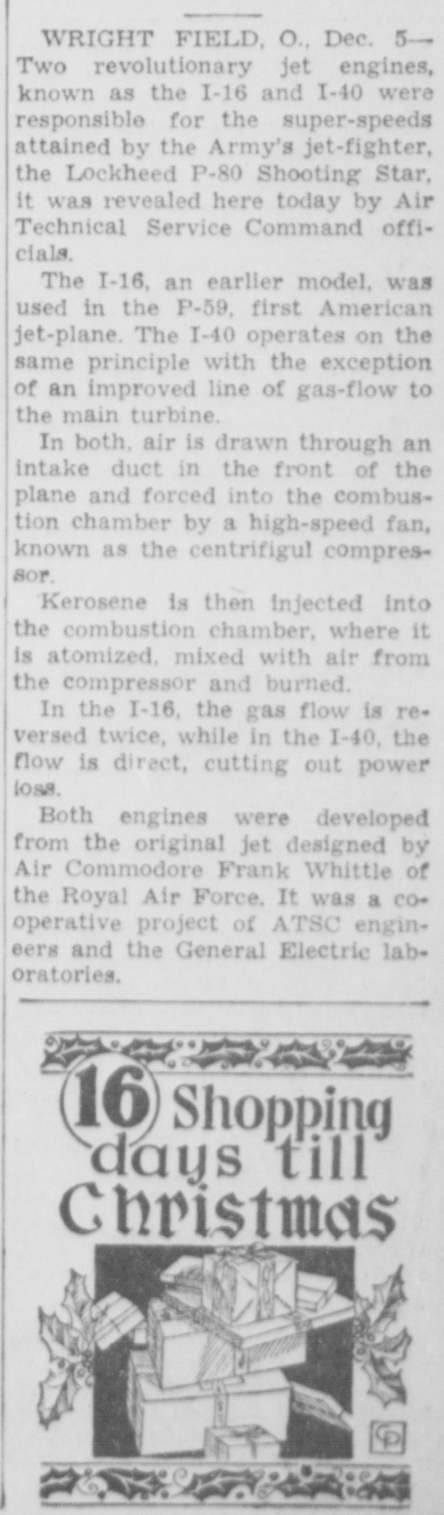 WRIGHT FIELD, O., Dec. 5—
Two revolutionary jet engines,
known as the I-16 and I-40 were
responsible for the super-speeds
attained by the Army's jet-fighter,
the Lockheed P-80 Shooting Star,
it was revealed here today by Air
Technical Service Command offi-
cials.
The I-16, an earlier model, was
used in the P-59, first American
jet-plane. The I-40 operates on the
same principle with the exception
of an improved line of gas-flow to
the main turbine.
In both, air is drawn through an
intake duct in the front of the
plane and forced into the combus-
tion chamber by a high-speed fan,
known as the centrifigul compres-
sor.
Kerosene is then injected into
the combustion chamber, where it
is atomized, mixed with air from
the compressor and burned.
In the I-16, the gas flow is re-
versed twice, while in the I-40, the
flow is direct, cutting out power
loss.
Both engines were developed
from the original jet designed by
Air Commodore Frank Whittle of
the Royal Air Force. It was a co-
operative project of ATSC engin-
eers and the General Electric lab-
oratories.
16 Shopping
days till
Christmas
CP